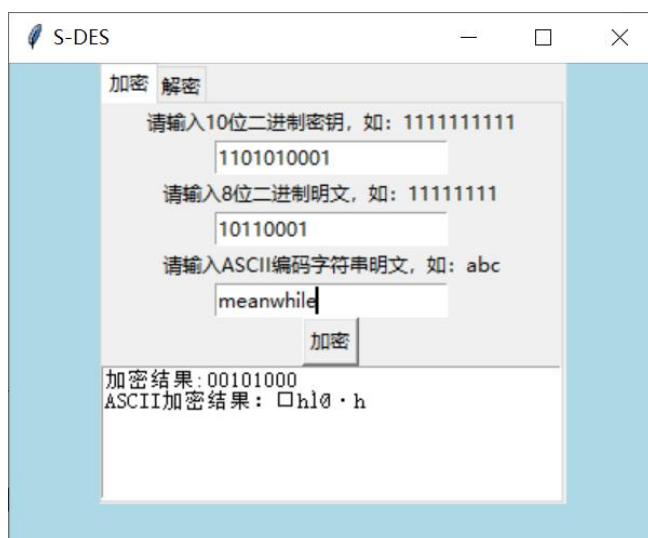 S-DES
加密 解密
请输入10位二进制密钥，如：1111111111
1101010001
请输入8位二进制明文，如：11111111
10110001
请输入ASCII编码字符串明文，如：abc
meanwhile
加密
加密结果:00101000
ASCII加密结果：